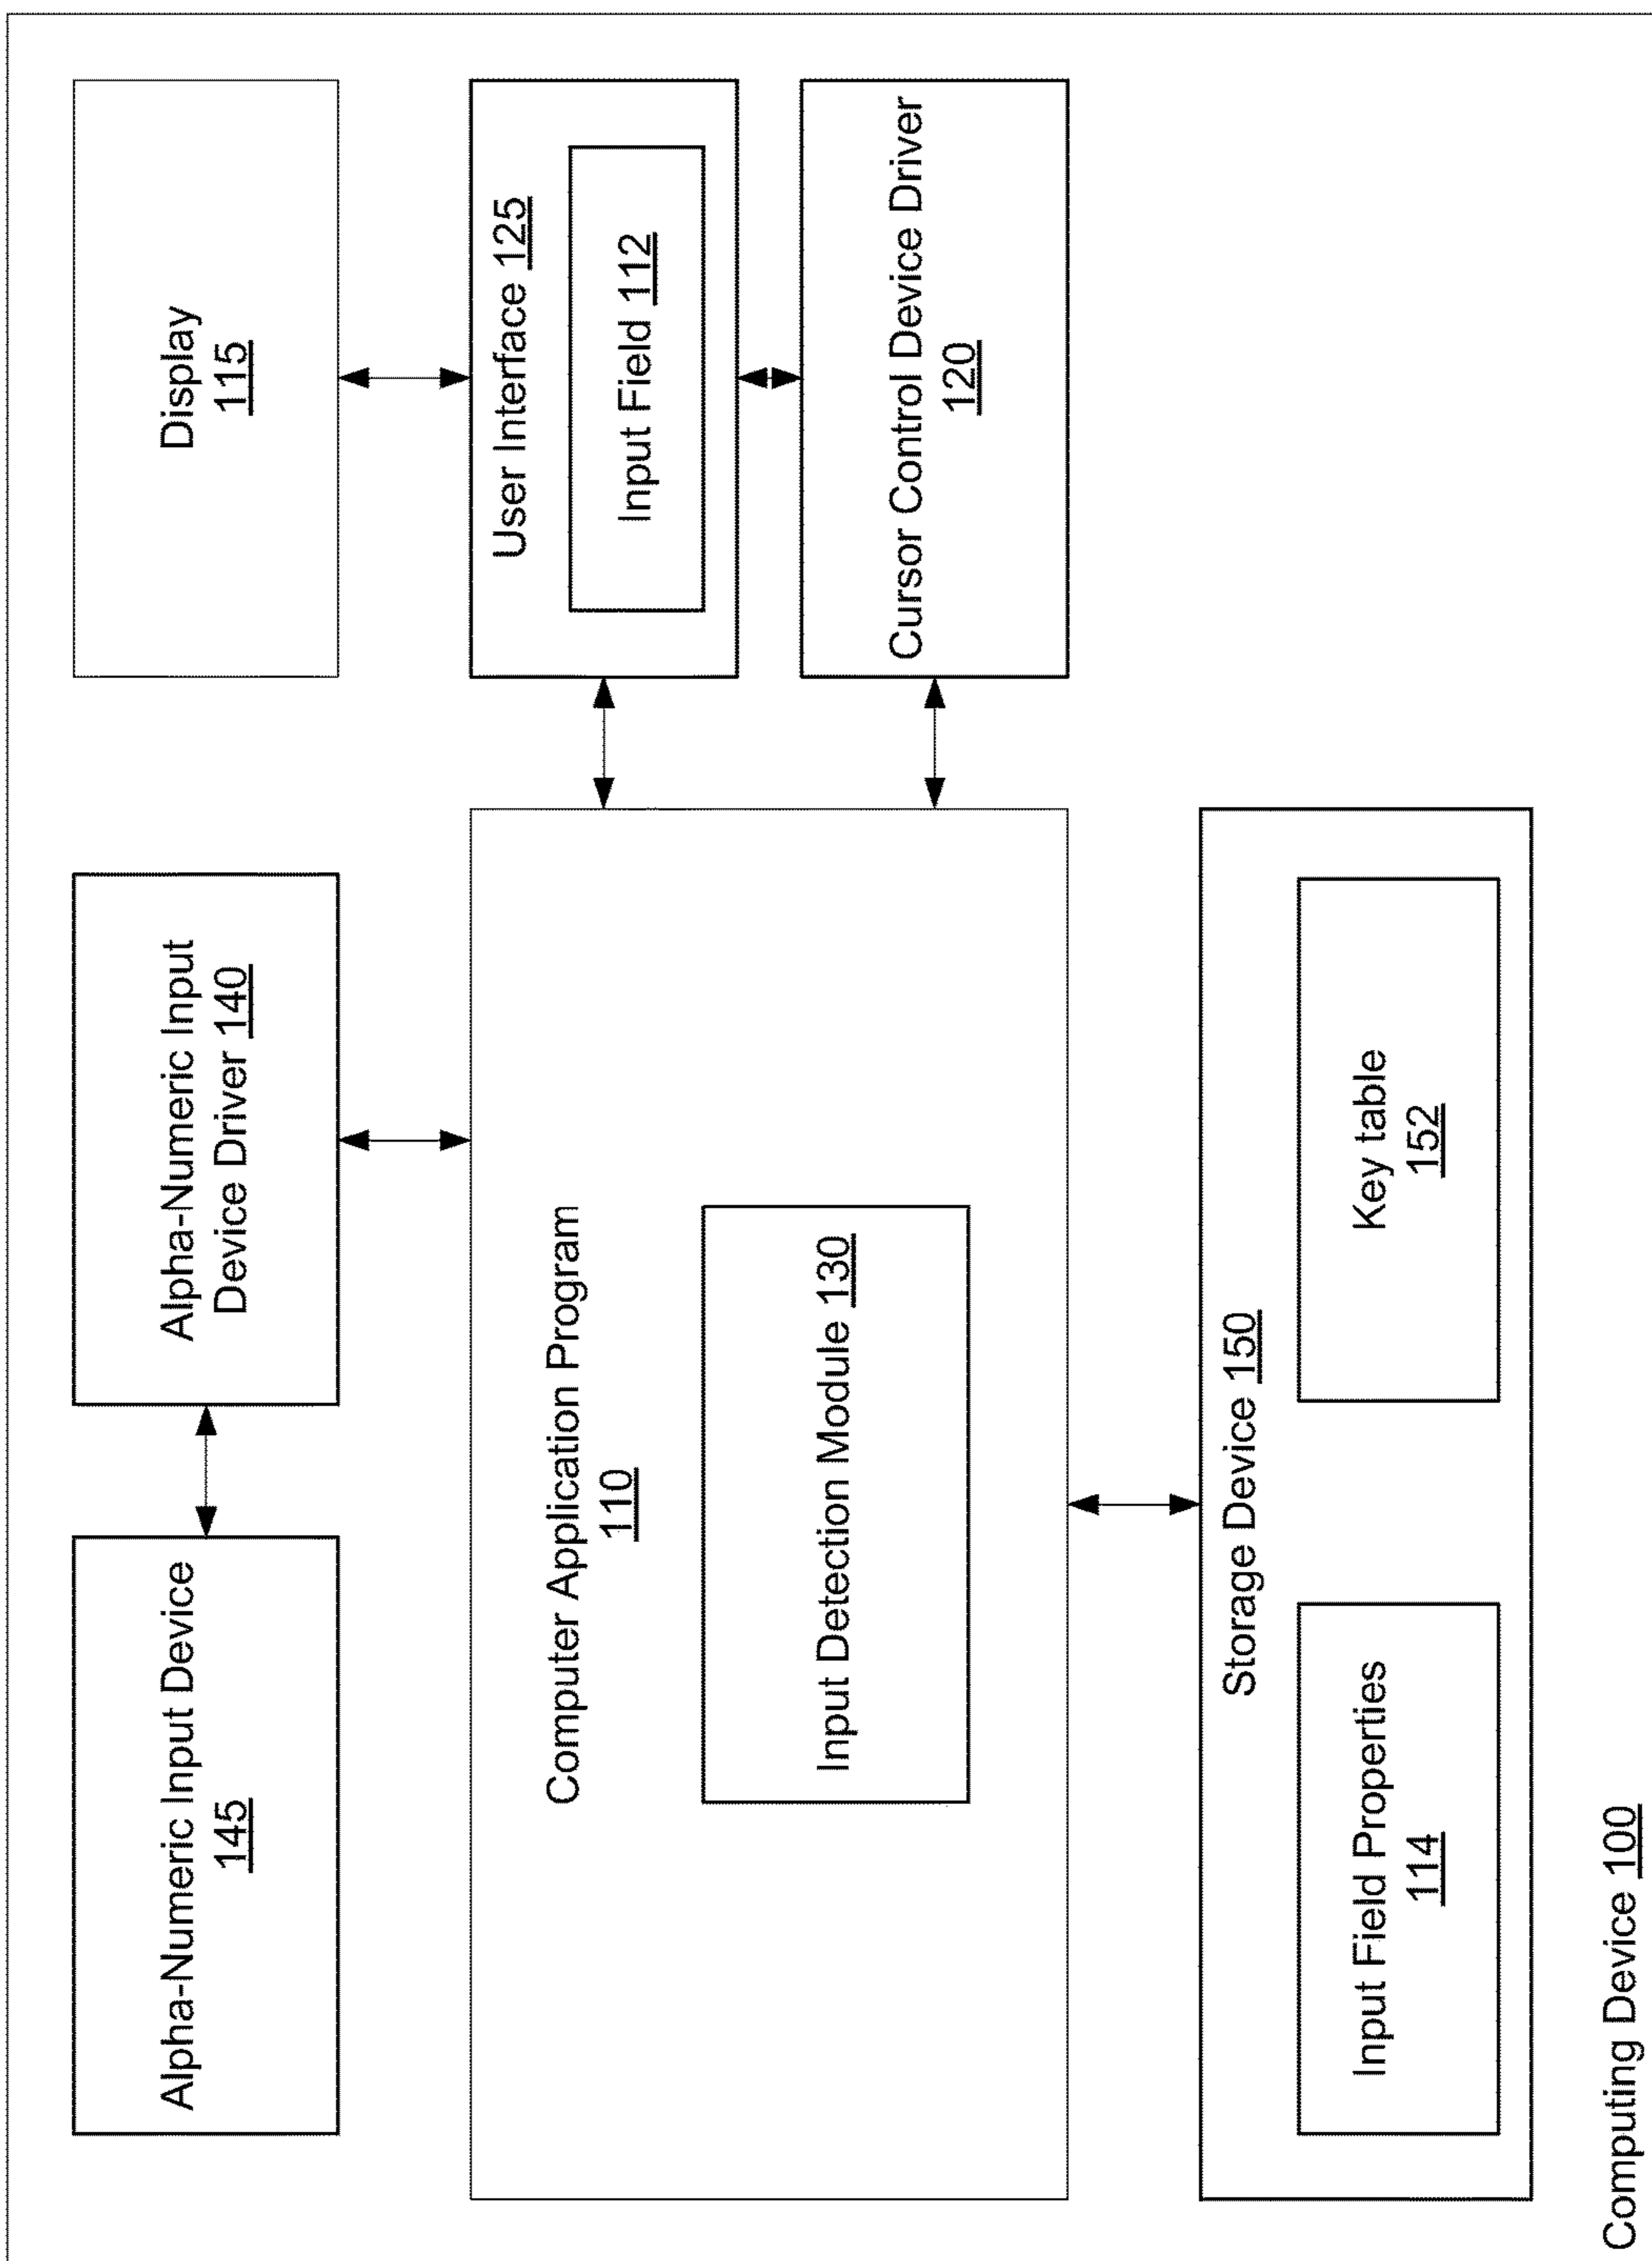 Alpha-Numeric Input Device
145
Alpha-Numeric Input
Device Driver 140
Display
115
Computer Application Program
110
Input Detection Module 130
User Interface 125
Input Field 112
Cursor Control Device Driver
120
Storage Device 150
Input Field Properties
114
Key table
152
Computing Device 100